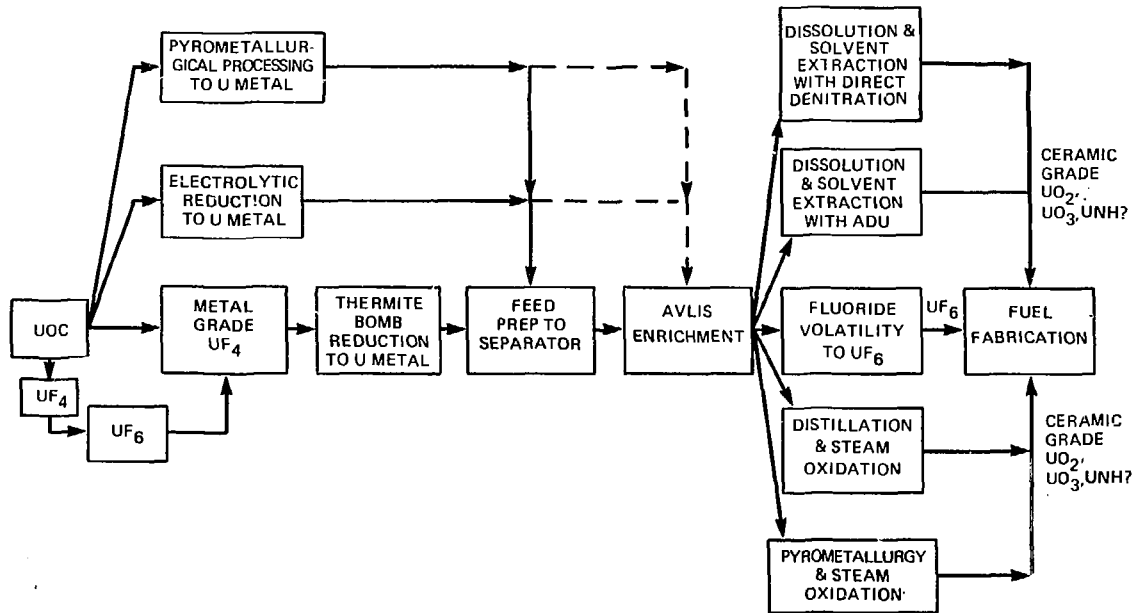 PYROMETALLUR-
GICAL PROCESSING
TO U METAL
ELECTROLYTIC
REDUCTION
TO U METAL
UOC
UF4
UF6
METAL
GRADE
UF4
THERMITE
BOMB
REDUCTION
TO U METAL
FEED
PREP TO
SEPARATOR
AVLIS
ENRICHMENT
DISSOLUTION &
SOLVENT
EXTRACTION
WITH DIRECT
DENITRATION
DISSOLUTION
& SOLVENT
EXTRACTION
WITH ADU
FLUORIDE
VOLATILITY
TO UF6
DISTILLATION
& STEAM
OXIDATION
PYROMETALLURGY
& STEAM
OXIDATION
CERAMIC
GRADE
UO2,
UO3, UNH?
UF6
FUEL
FABRICATION
CERAMIC
GRADE
UO2,
UO3, UNH?